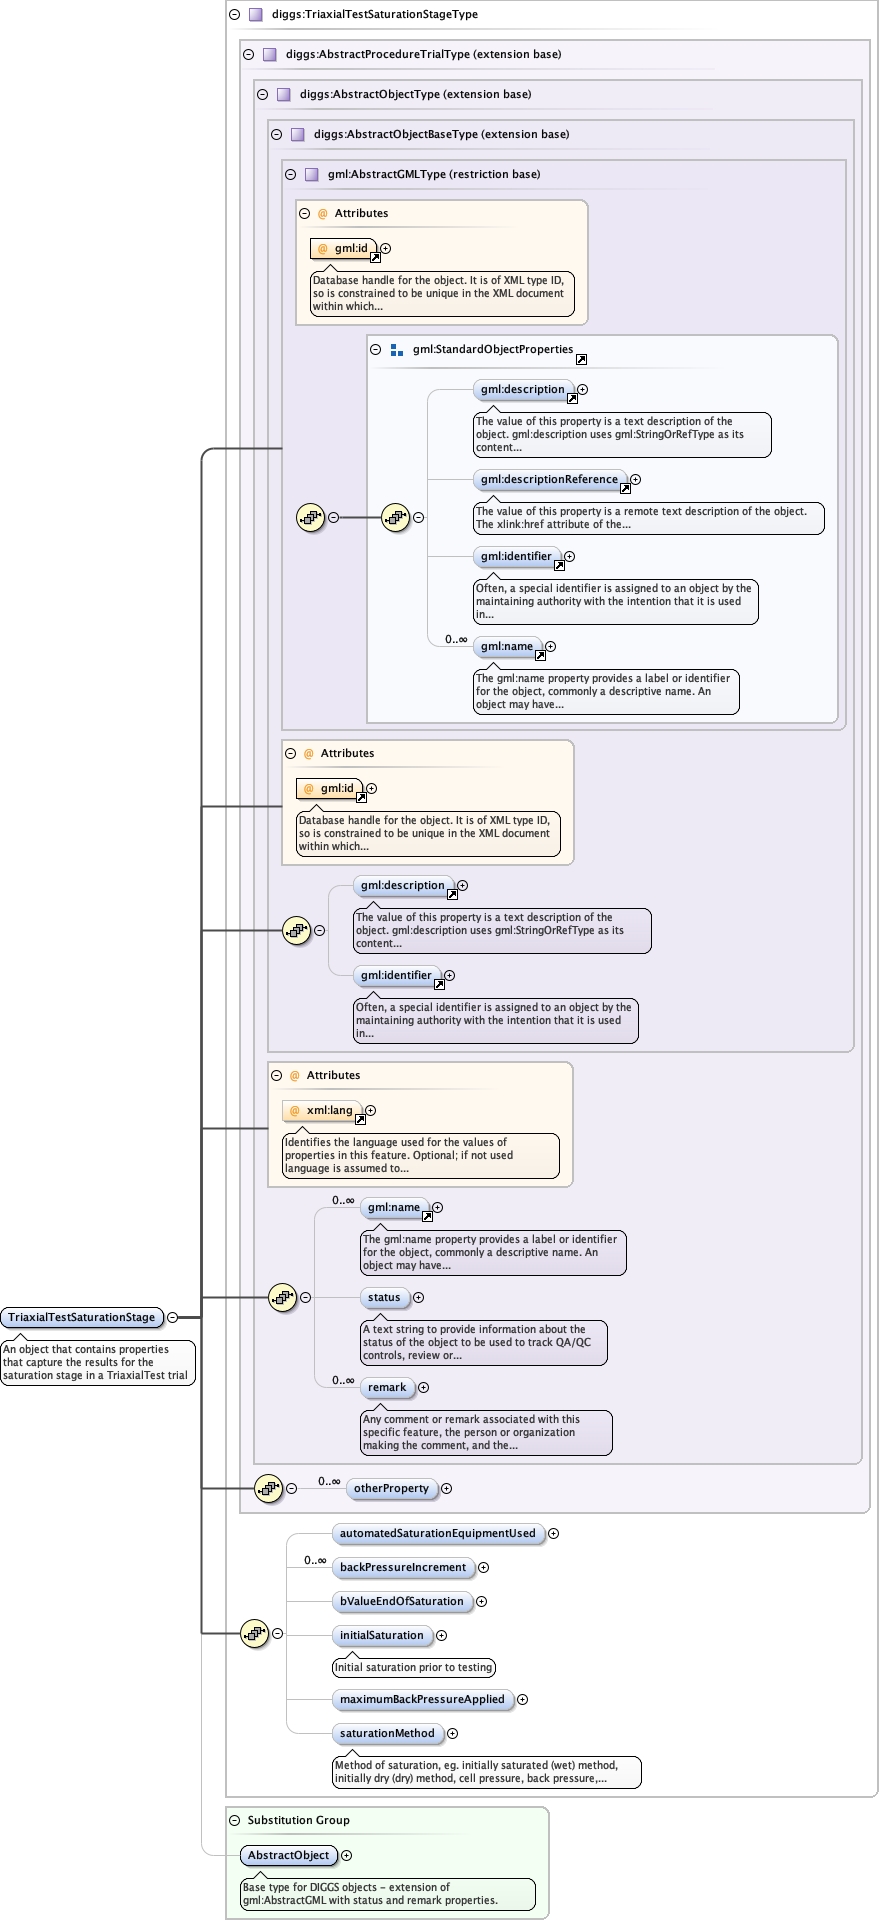 diggs:TriaxialTestSaturationStageType
diggs:AbstractProcedureTrialType (extension base)
diggs:AbstractObjectType (extension base)
diggs:AbstractObjectBaseType (extension base)
gml:AbstractGMLType (restriction base)
@ Attributes
@ gml:id
Database handle for the object. It is of XML type ID,
so is constrained to be unique in the XML document
within which...
gml:StandardObjectProperties
gml:description
The value of this property is a text description of the
object. gml:description uses gml:StringOrRefType as its
content...
gml:descriptionReference
The value of this property is a remote text description of the object.
The xlink:href attribute of the...
gml:identifier
Often, a special identifier is assigned to an object by the
maintaining authority with the intention that it is used
in...
0..∞
gml:name
The gml:name property provides a label or identifier
for the object, commonly a descriptive name. An
object may have...
@ Attributes
@ gml:id
Database handle for the object. It is of XML type ID,
so is constrained to be unique in the XML document
within which...
gml:description
The value of this property is a text description of the
object. gml:description uses gml:StringOrRefType as its
content...
gml:identifier
Often, a special identifier is assigned to an object by the
maintaining authority with the intention that it is used
in...
@ Attributes
@ xml:lang
Identifies the language used for the values of
properties in this feature. Optional; if not used
language is assumed to...
0..∞
gml:name
The gml:name property provides a label or identifier
for the object, commonly a descriptive name. An
object may have...
status
A text string to provide information about the
status of the object to be used to track QA/QC
controls, review or...
0..∞
remark
Any comment or remark associated with this
specific feature, the person or organization
making the comment, and the...
TriaxialTestSaturationStage
An object that contains properties
that capture the results for the
saturation stage in a TriaxialTest trial
0..∞
otherProperty
automatedSaturationEquipmentUsed
0..∞
backPressureIncrement
bValueEndOfSaturation
initialSaturation
Initial saturation prior to testing
maximumBackPressureApplied
saturationMethod
Method of saturation, eg. initially saturated (wet) method,
initially dry (dry) method, cell pressure, back pressure,...
Substitution Group
AbstractObject
Base type for DIGGS objects - extension of
gml:AbstractGML with status and remark properties.